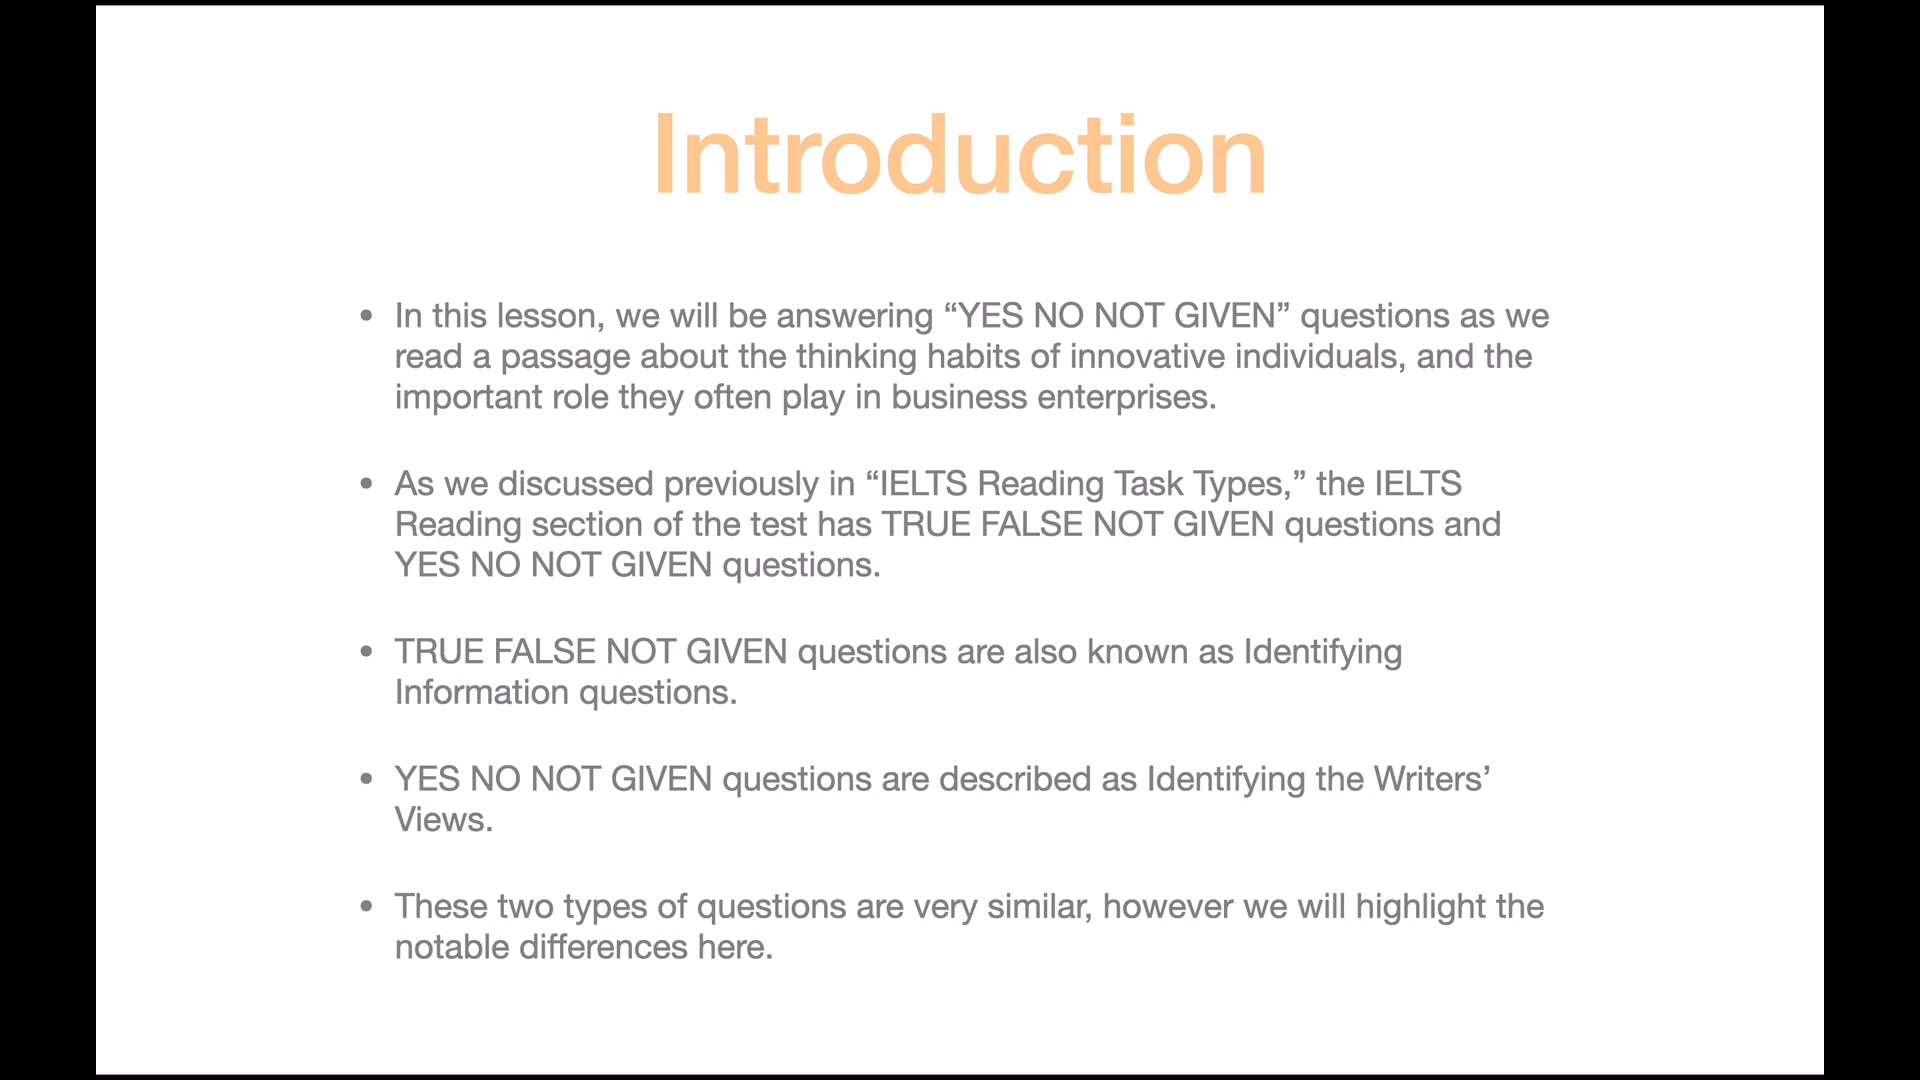 Introduction
• In this lesson, we will be answering “YES NO NOT GIVEN” questions as we
read a passage about the thinking habits of innovative individuals, and the
important role they often play in business enterprises.
• As we discussed previously in “IELTS Reading Task Types,” the IELTS
Reading section of the test has TRUE FALSE NOT GIVEN questions and
YES NO NOT GIVEN questions.
• TRUE FALSE NOT GIVEN questions are also known as Identifying
Information questions.
• YES NO NOT GIVEN questions are described as Identifying the Writers’
Views.
• These two types of questions are very similar, however we will highlight the
notable differences here.